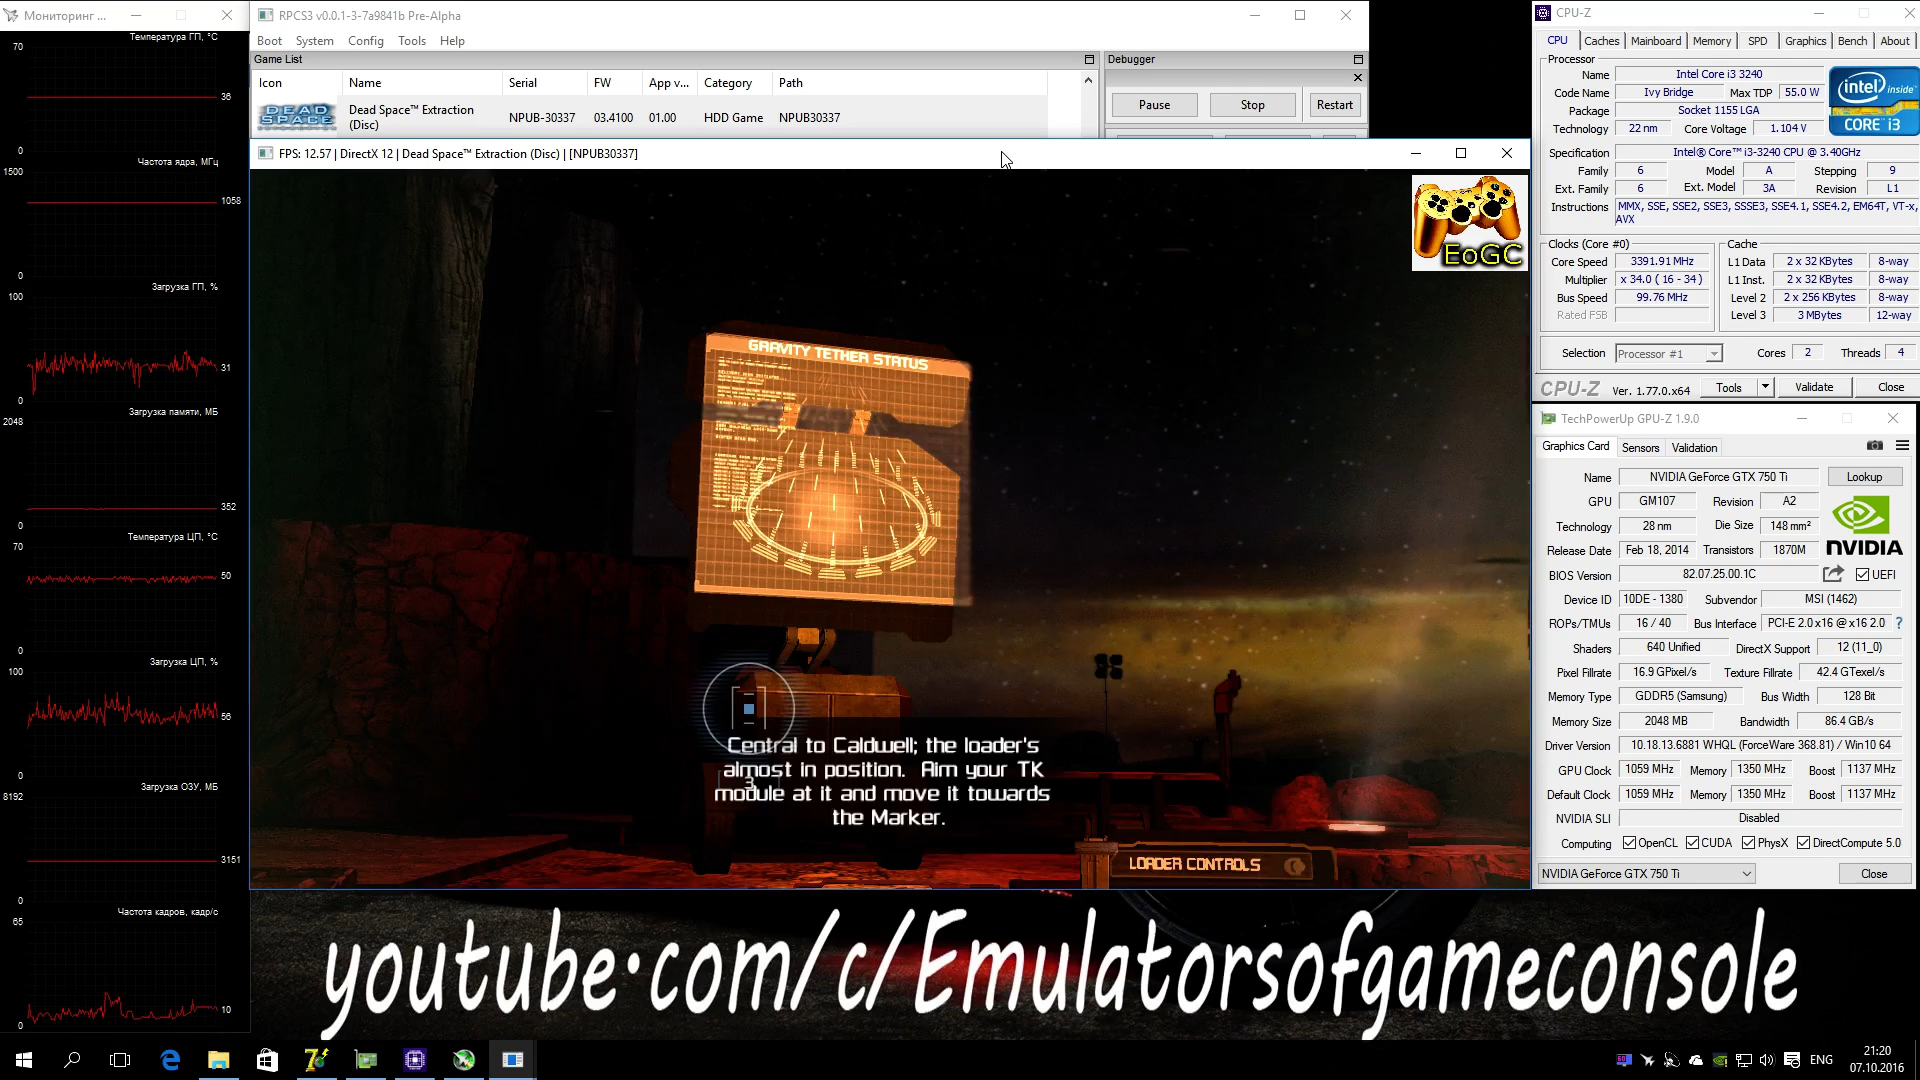 Мониторинг ...
Температура ГП, °C
70
36
0
Частота ядра, МГц
1500
1058
0
Загрузка ГП, %
100
31
0
Загрузка памяти, МБ
2048
352
0
Температура ЦП, °C
70
50
0
Загрузка ЦП, %
100
56
0
Загрузка ОЗУ, МБ
8192
3151
0
Частота кадров, кадр/с
65
10
0
RPCS3 v0.0.1-3-7a9841b Pre-Alpha
Boot System Config Tools Help
Game List
Icon Name Serial FW App v... Category Path
DEAD SPACE
Dead Space™ Extraction (Disc) NPUB-30337 03.4100 01.00 HDD Game NPUB30337
Debugger
Pause Stop Restart
FPS: 12.57 | DirectX 12 | Dead Space™ Extraction (Disc) | [NPUB30337]
EoGC
GRAVITY TETHER STATUS
Central to Caldwell; the loader's
almost in position. Aim your TK
module at it and move it towards
the Marker.
3
LOADER CONTROLS
youtube.com/c/Emulatorsofgameconsole
CPU-Z
CPU Caches Mainboard Memory SPD Graphics Bench About
Processor
Name Intel Core i3 3240
Code Name Ivy Bridge Max TDP 55.0 W
Package Socket 1155 LGA
Technology 22 nm Core Voltage 1.104 V
Specification Intel® Core™ i3-3240 CPU @ 3.40GHz
Family 6 Model A Stepping 9
Ext. Family 6 Ext. Model 3A Revision L1
Instructions MMX, SSE, SSE2, SSE3, SSSE3, SSE4.1, SSE4.2, EM64T, VT-x,
AVX
intel inside™
CORE i3
Clocks (Core #0)
Core Speed 3391.91 MHz
Multiplier x 34.0 ( 16 - 34 )
Bus Speed 99.76 MHz
Rated FSB
Cache
L1 Data 2 x 32 KBytes 8-way
L1 Inst. 2 x 32 KBytes 8-way
Level 2 2 x 256 KBytes 8-way
Level 3 3 MBytes 12-way
Selection Processor #1 Cores 2 Threads 4
CPU-Z Ver. 1.77.0.x64 Tools Validate Close
TechPowerUp GPU-Z 1.9.0
Graphics Card Sensors Validation
Name NVIDIA GeForce GTX 750 Ti Lookup
GPU GM107 Revision A2
Technology 28 nm Die Size 148 mm²
Release Date Feb 18, 2014 Transistors 1870M
NVIDIA
BIOS Version 82.07.25.00.1C UEFI
Device ID 10DE - 1380 Subvendor MSI (1462)
ROPs/TMUs 16 / 40 Bus Interface PCI-E 2.0 x16 @ x16 2.0 ?
Shaders 640 Unified DirectX Support 12 (11_0)
Pixel Fillrate 16.9 GPixel/s Texture Fillrate 42.4 GTexel/s
Memory Type GDDR5 (Samsung) Bus Width 128 Bit
Memory Size 2048 MB Bandwidth 86.4 GB/s
Driver Version 10.18.13.6881 WHQL (ForceWare 368.81) / Win10 64
GPU Clock 1059 MHz Memory 1350 MHz Boost 1137 MHz
Default Clock 1059 MHz Memory 1350 MHz Boost 1137 MHz
NVIDIA SLI Disabled
Computing OpenCL CUDA PhysX DirectCompute 5.0
NVIDIA GeForce GTX 750 Ti Close
ENG
21:20
07.10.2016